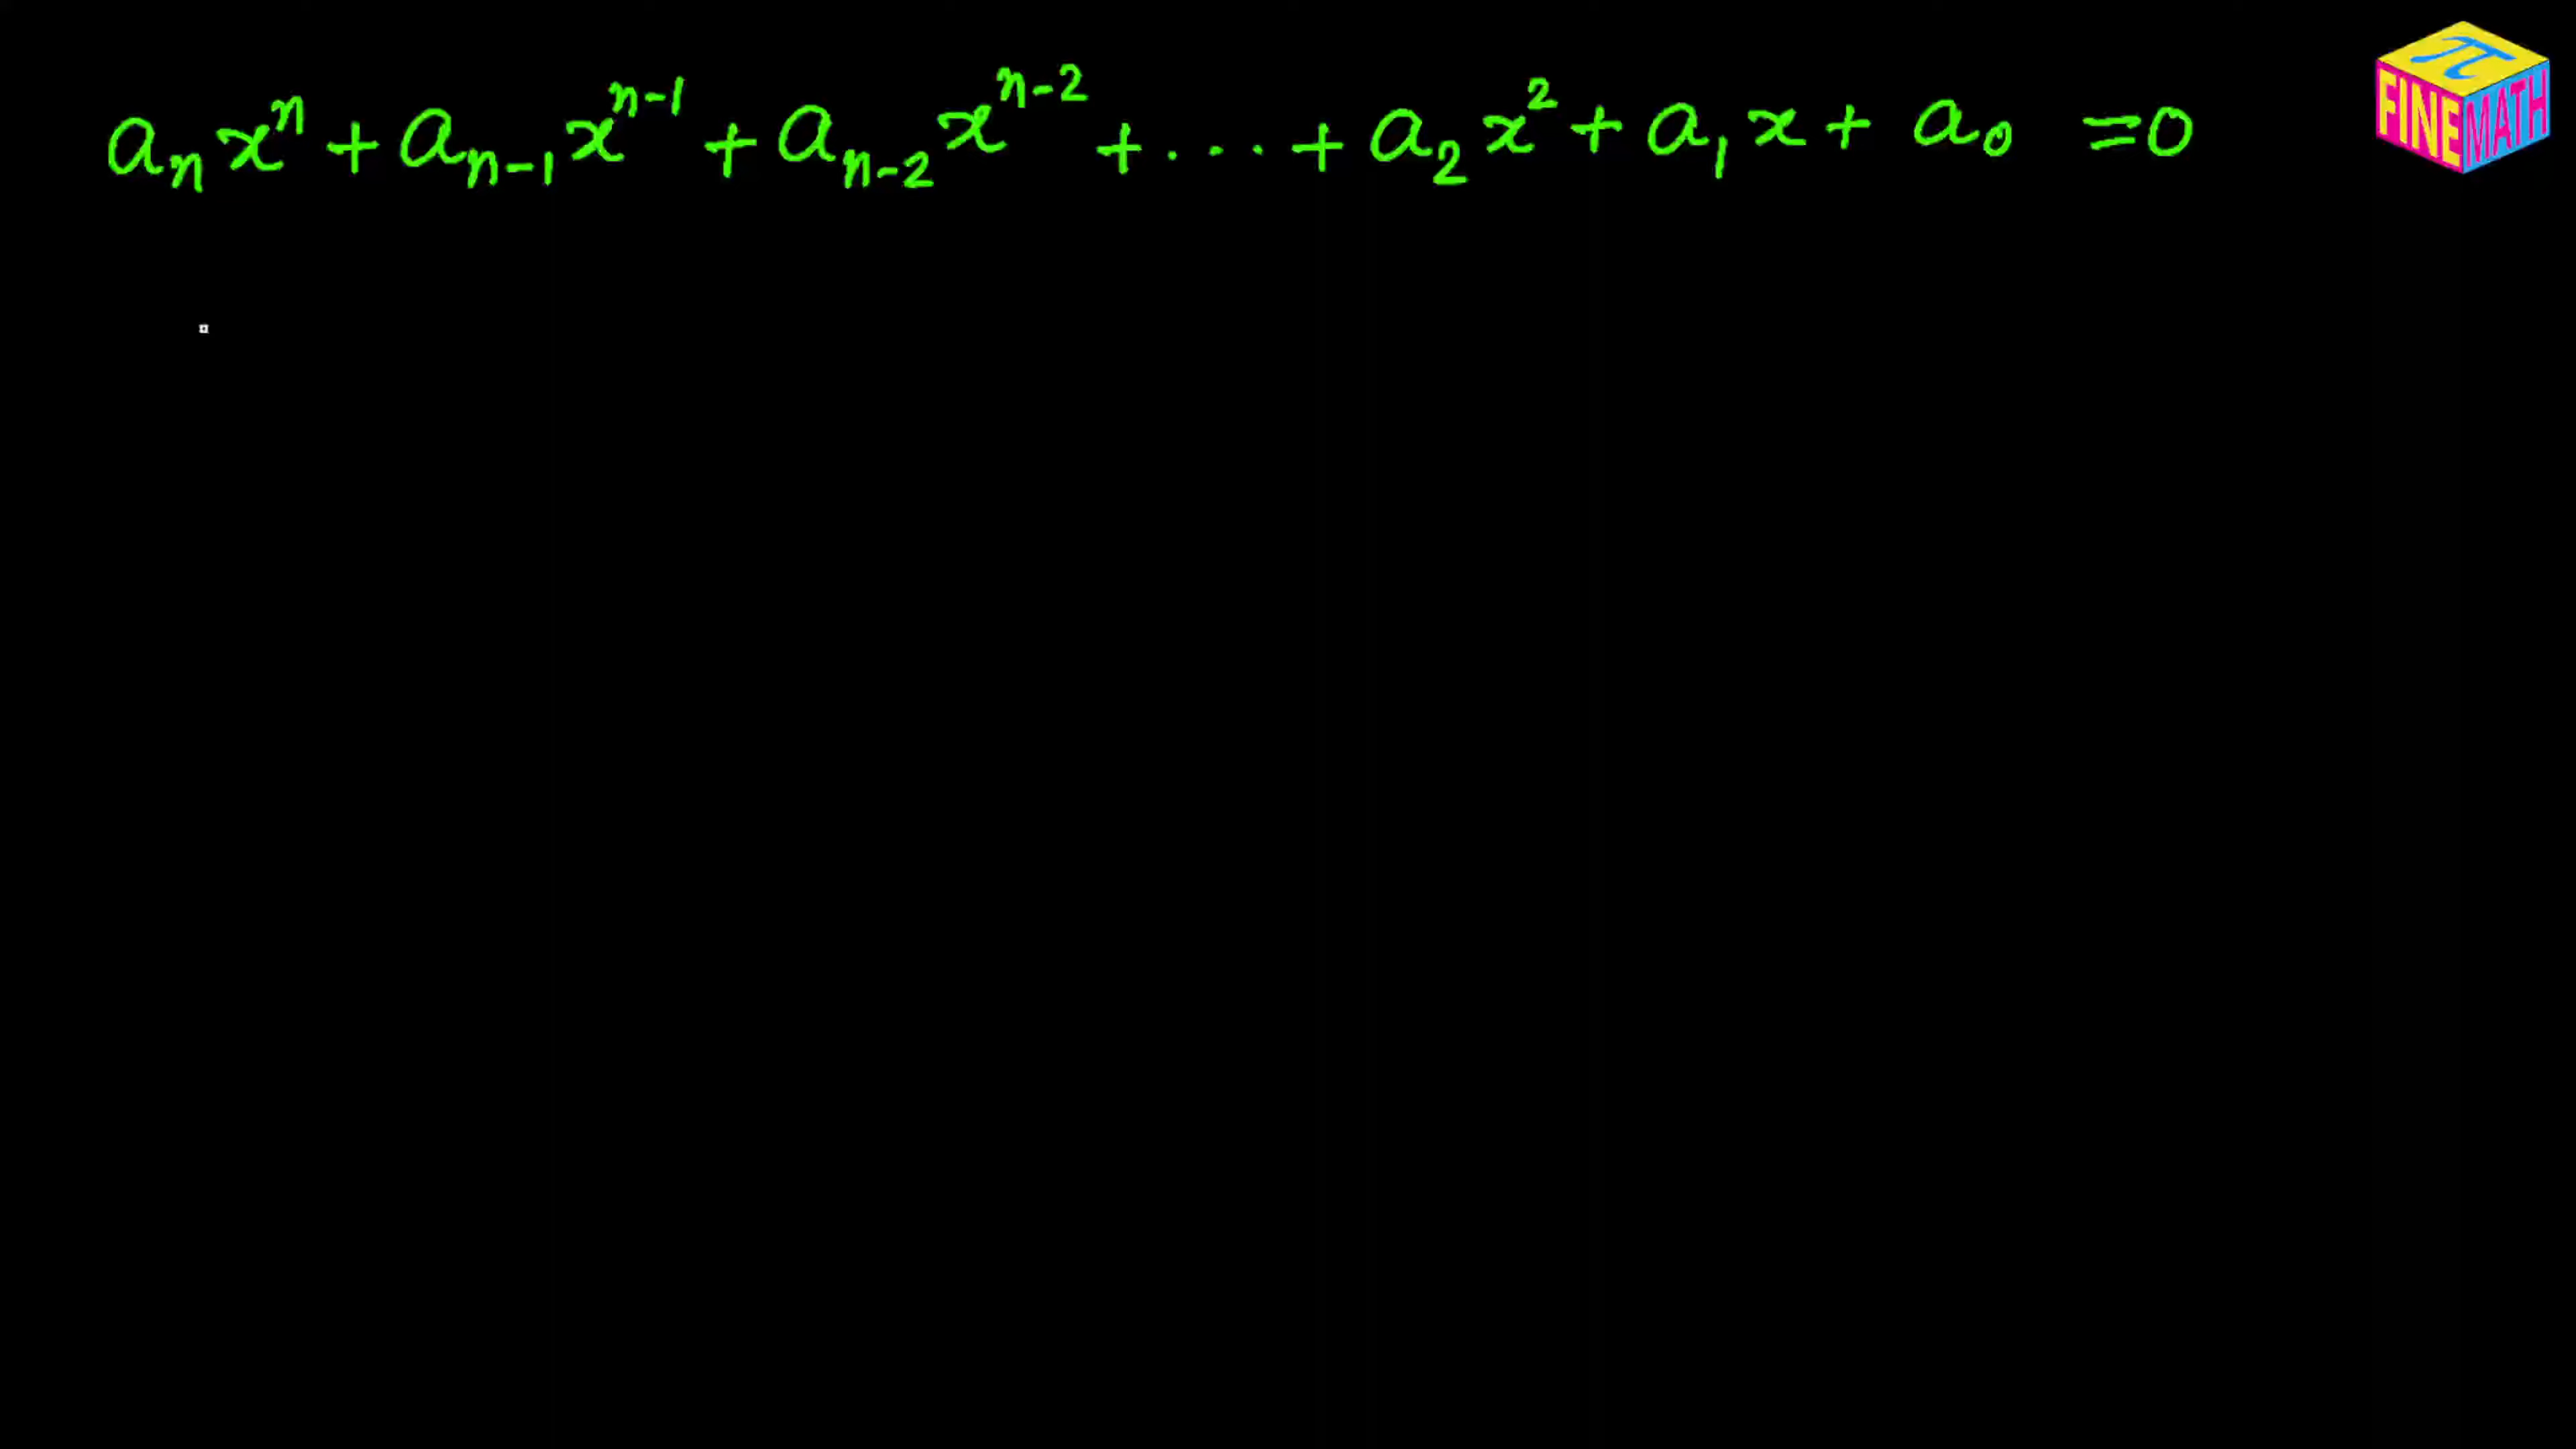 aₙxⁿ + aₙ₋₁xⁿ⁻¹ + aₙ₋₂xⁿ⁻² + ... + a₂x² + a₁x + a₀ = 0
π
FINE MATH